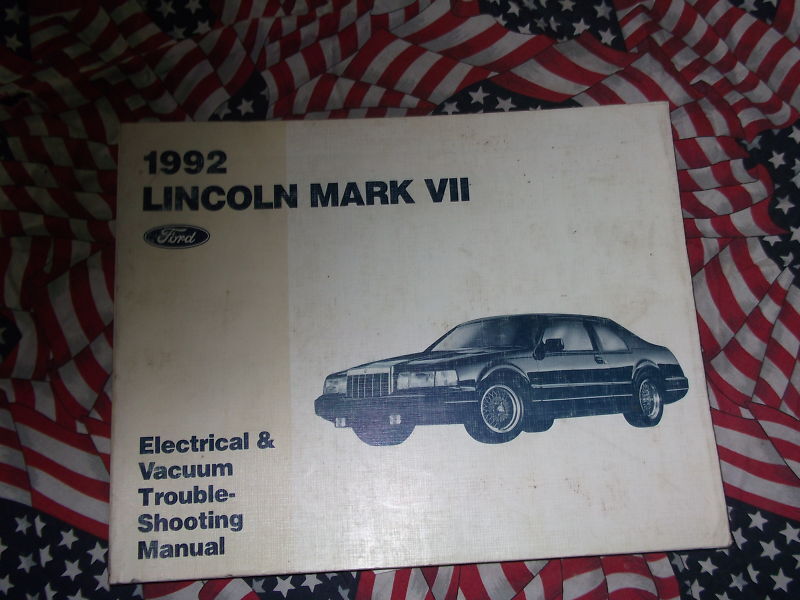 1992
LINCOLN MARK VII
Ford
Electrical &
Vacuum
Trouble-
Shooting
Manual